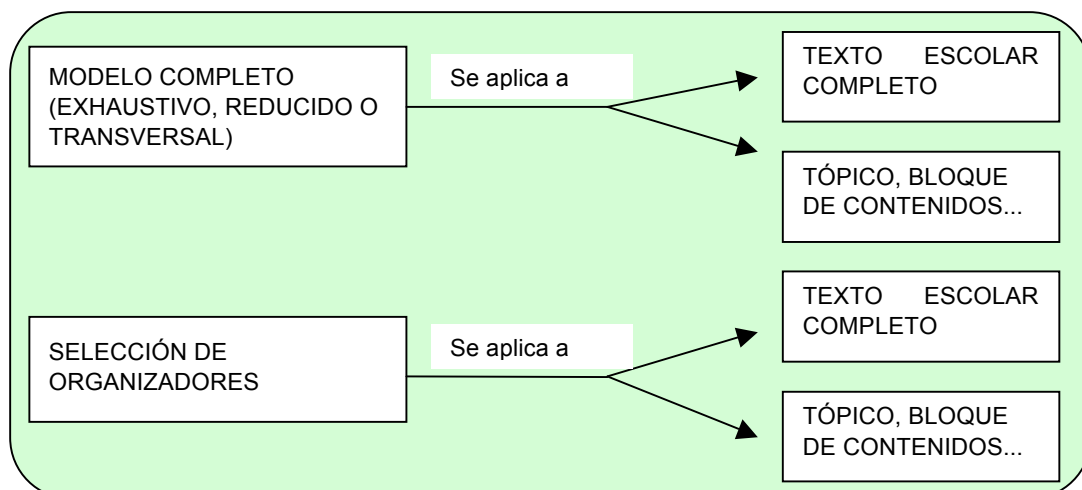 MODELO COMPLETO
(EXHAUSTIVO, REDUCIDO O
TRANSVERSAL)
Se aplica a
TEXTO ESCOLAR
COMPLETO
TÓPICO, BLOQUE
DE CONTENIDOS...
SELECCIÓN DE
ORGANIZADORES
Se aplica a
TEXTO ESCOLAR
COMPLETO
TÓPICO, BLOQUE
DE CONTENIDOS...